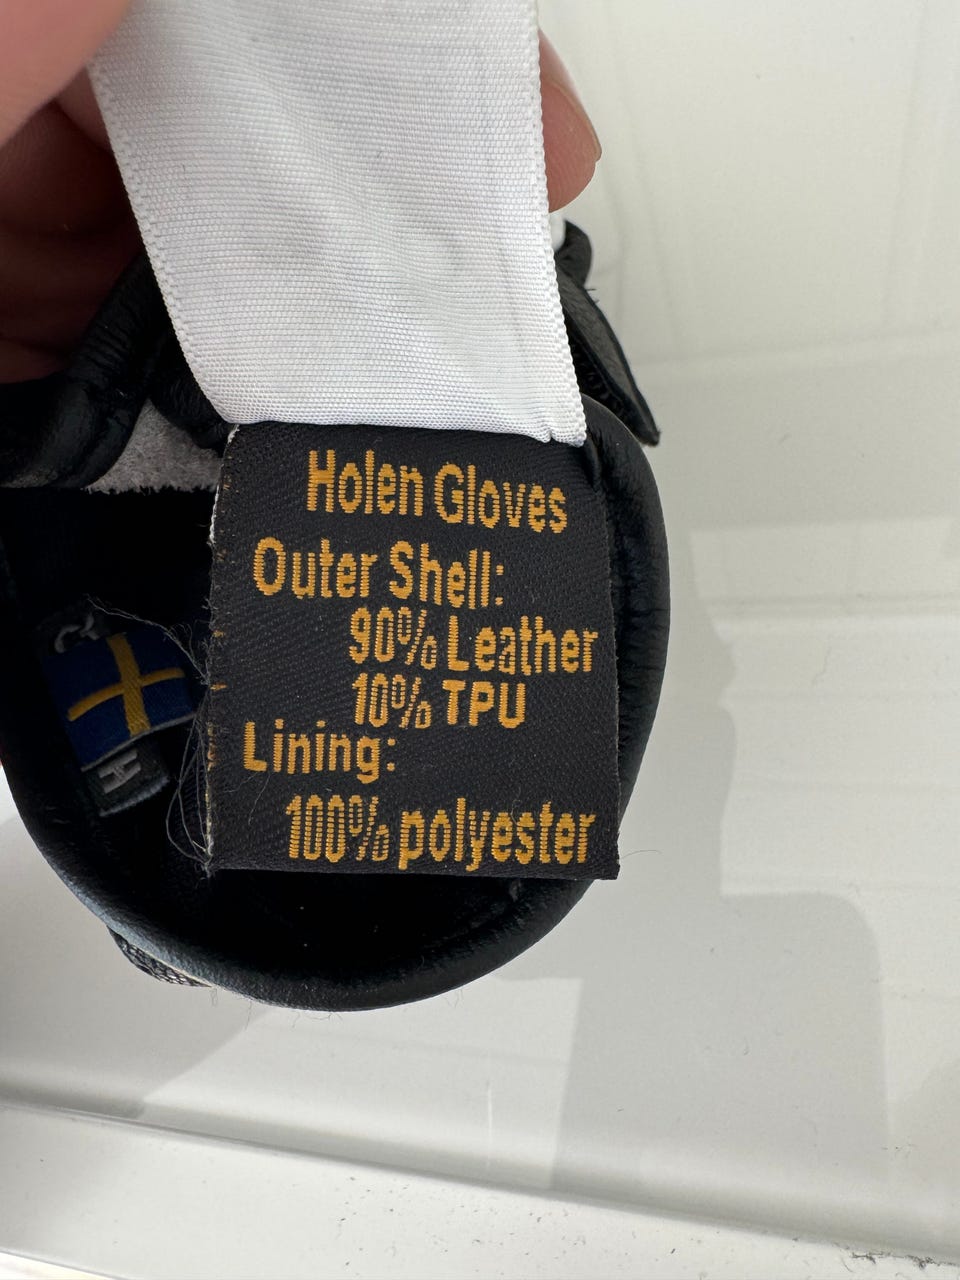 Holen Gloves
Outer Shell:
90% Leather
10% TPU
Lining:
100% polyester
H